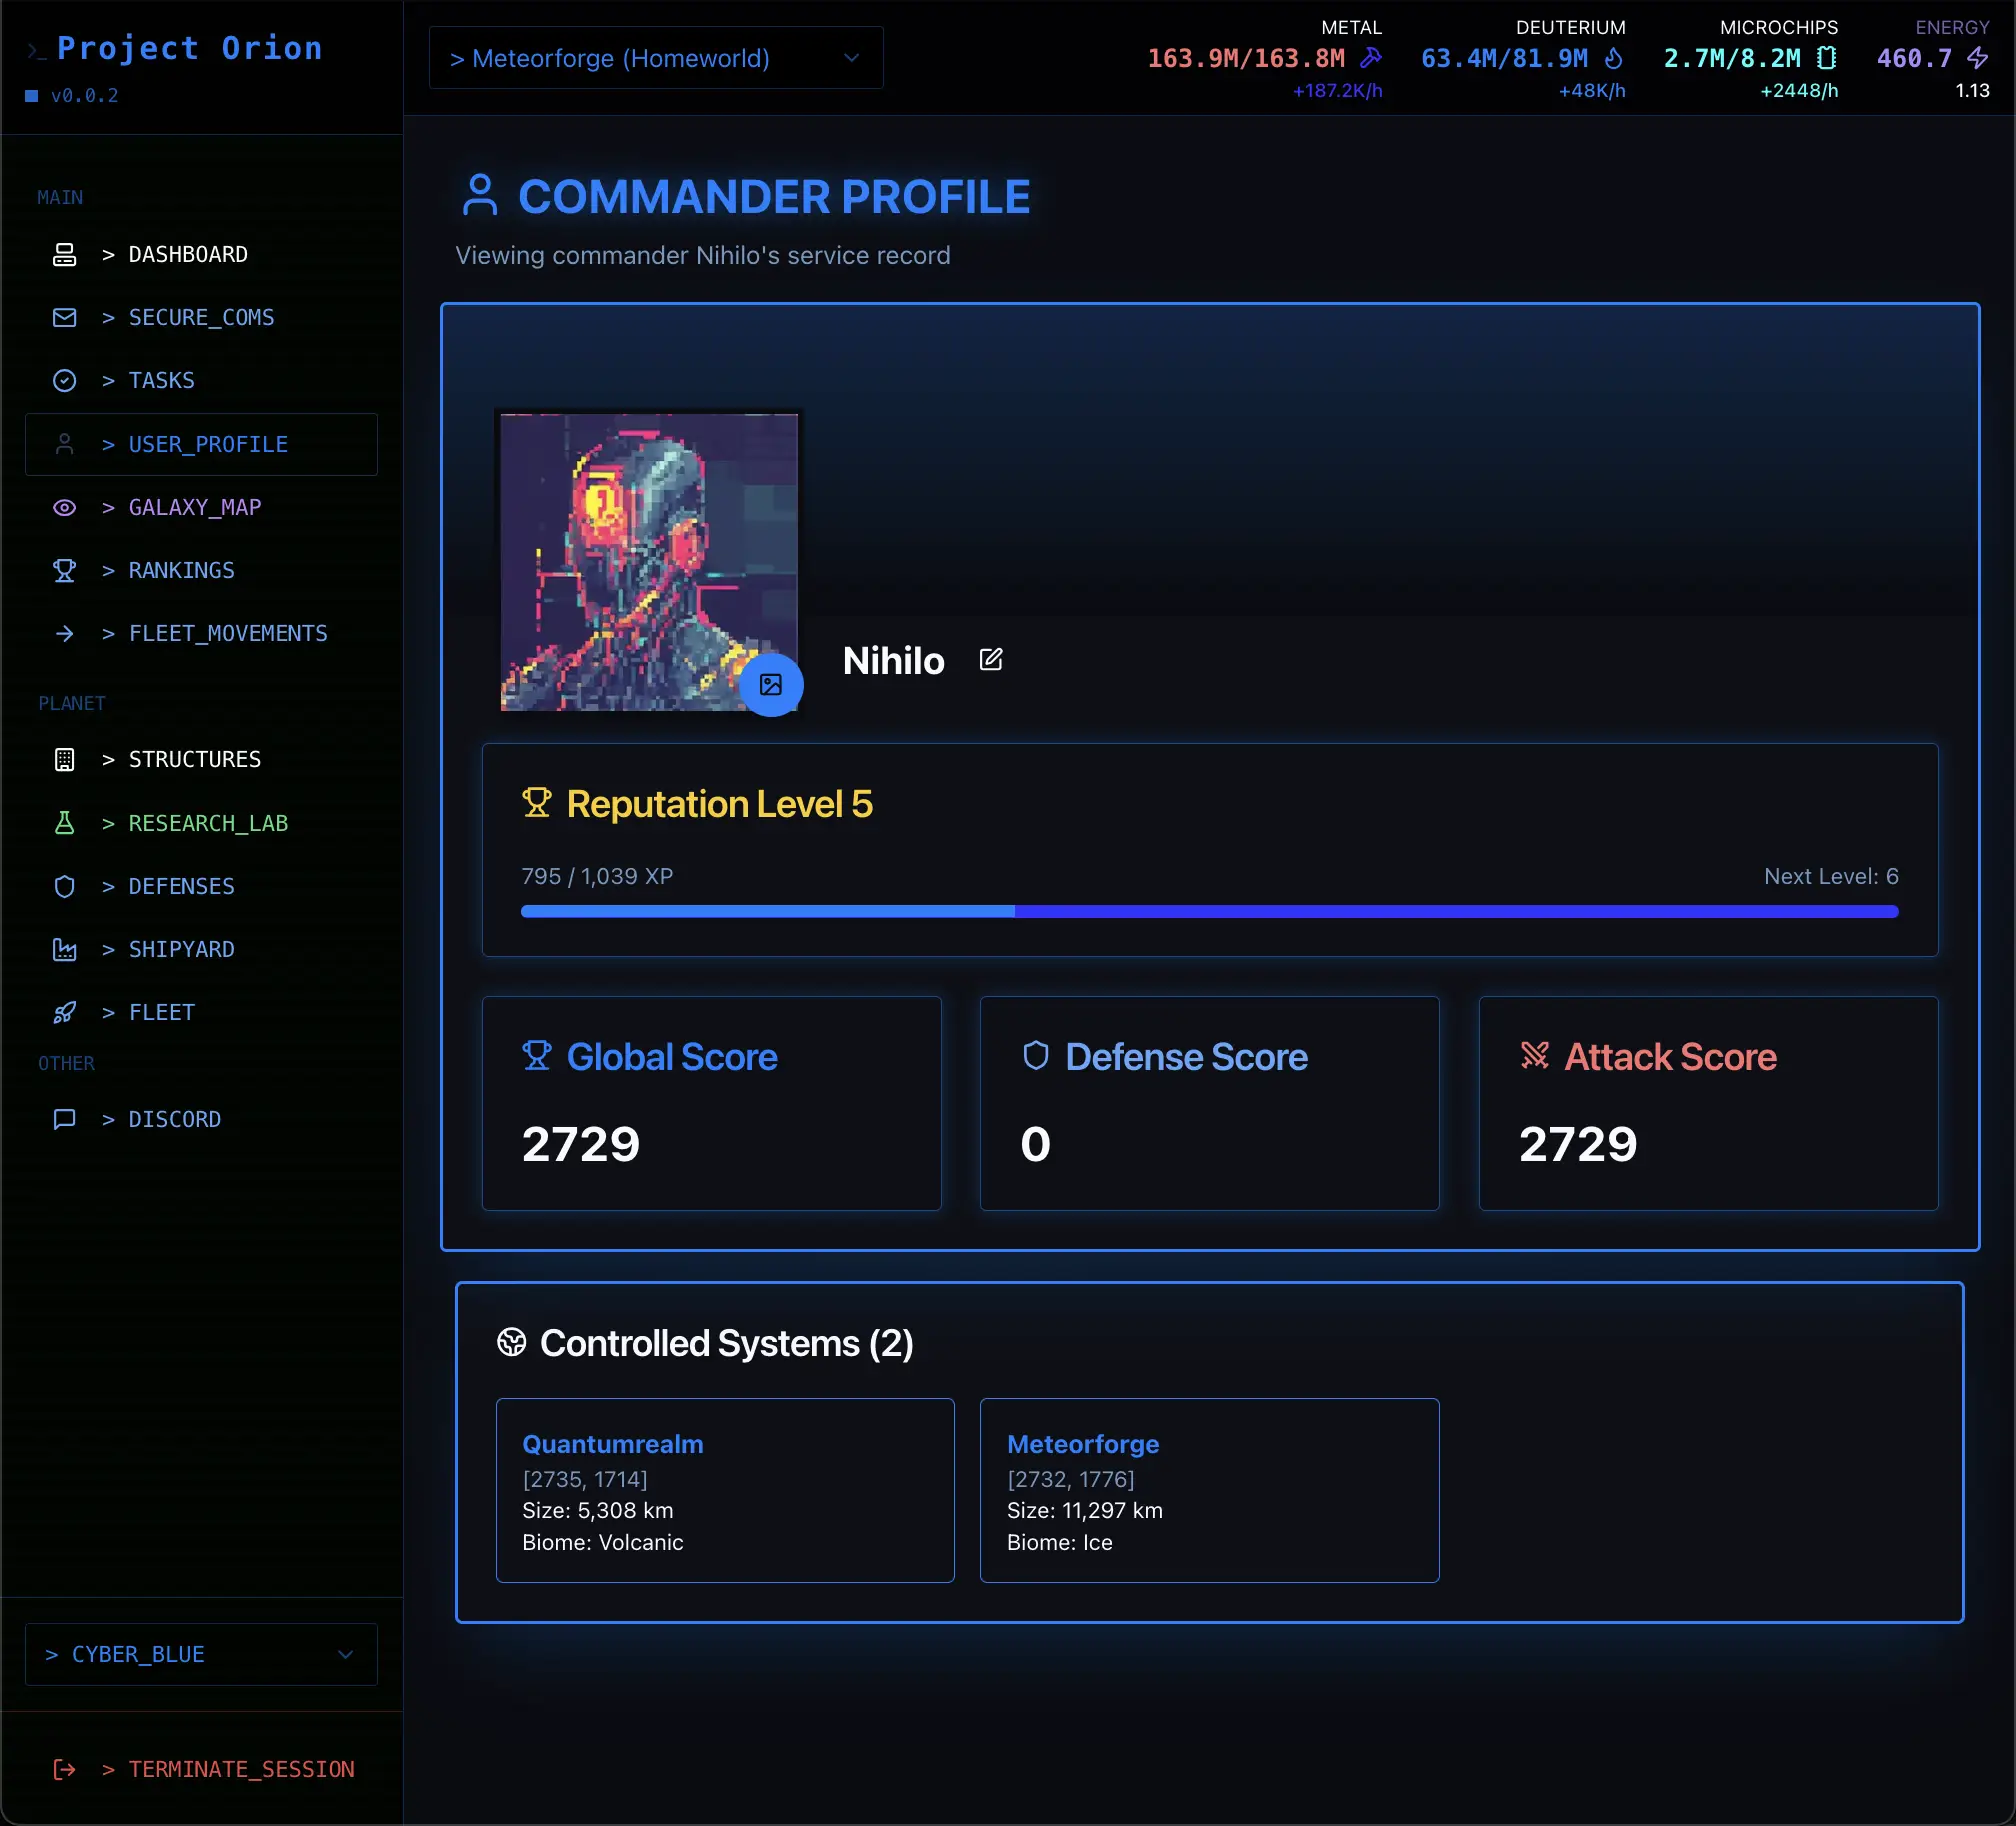 >_ Project Orion
v0.0.2
MAIN
> DASHBOARD
> SECURE_COMS
> TASKS
> USER_PROFILE
> GALAXY_MAP
> RANKINGS
> FLEET_MOVEMENTS
PLANET
> STRUCTURES
> RESEARCH_LAB
> DEFENSES
> SHIPYARD
> FLEET
OTHER
> DISCORD
> CYBER_BLUE
> TERMINATE_SESSION
> Meteorforge (Homeworld)
METAL
163.9M/163.8M
+187.2K/h
DEUTERIUM
63.4M/81.9M
+48K/h
MICROCHIPS
2.7M/8.2M
+2448/h
ENERGY
460.7
1.13
COMMANDER PROFILE
Viewing commander Nihilo's service record
Nihilo
Reputation Level 5
795 / 1,039 XP
Next Level: 6
Global Score
2729
Defense Score
0
Attack Score
2729
Controlled Systems (2)
Quantumrealm
[2735, 1714]
Size: 5,308 km
Biome: Volcanic
Meteorforge
[2732, 1776]
Size: 11,297 km
Biome: Ice